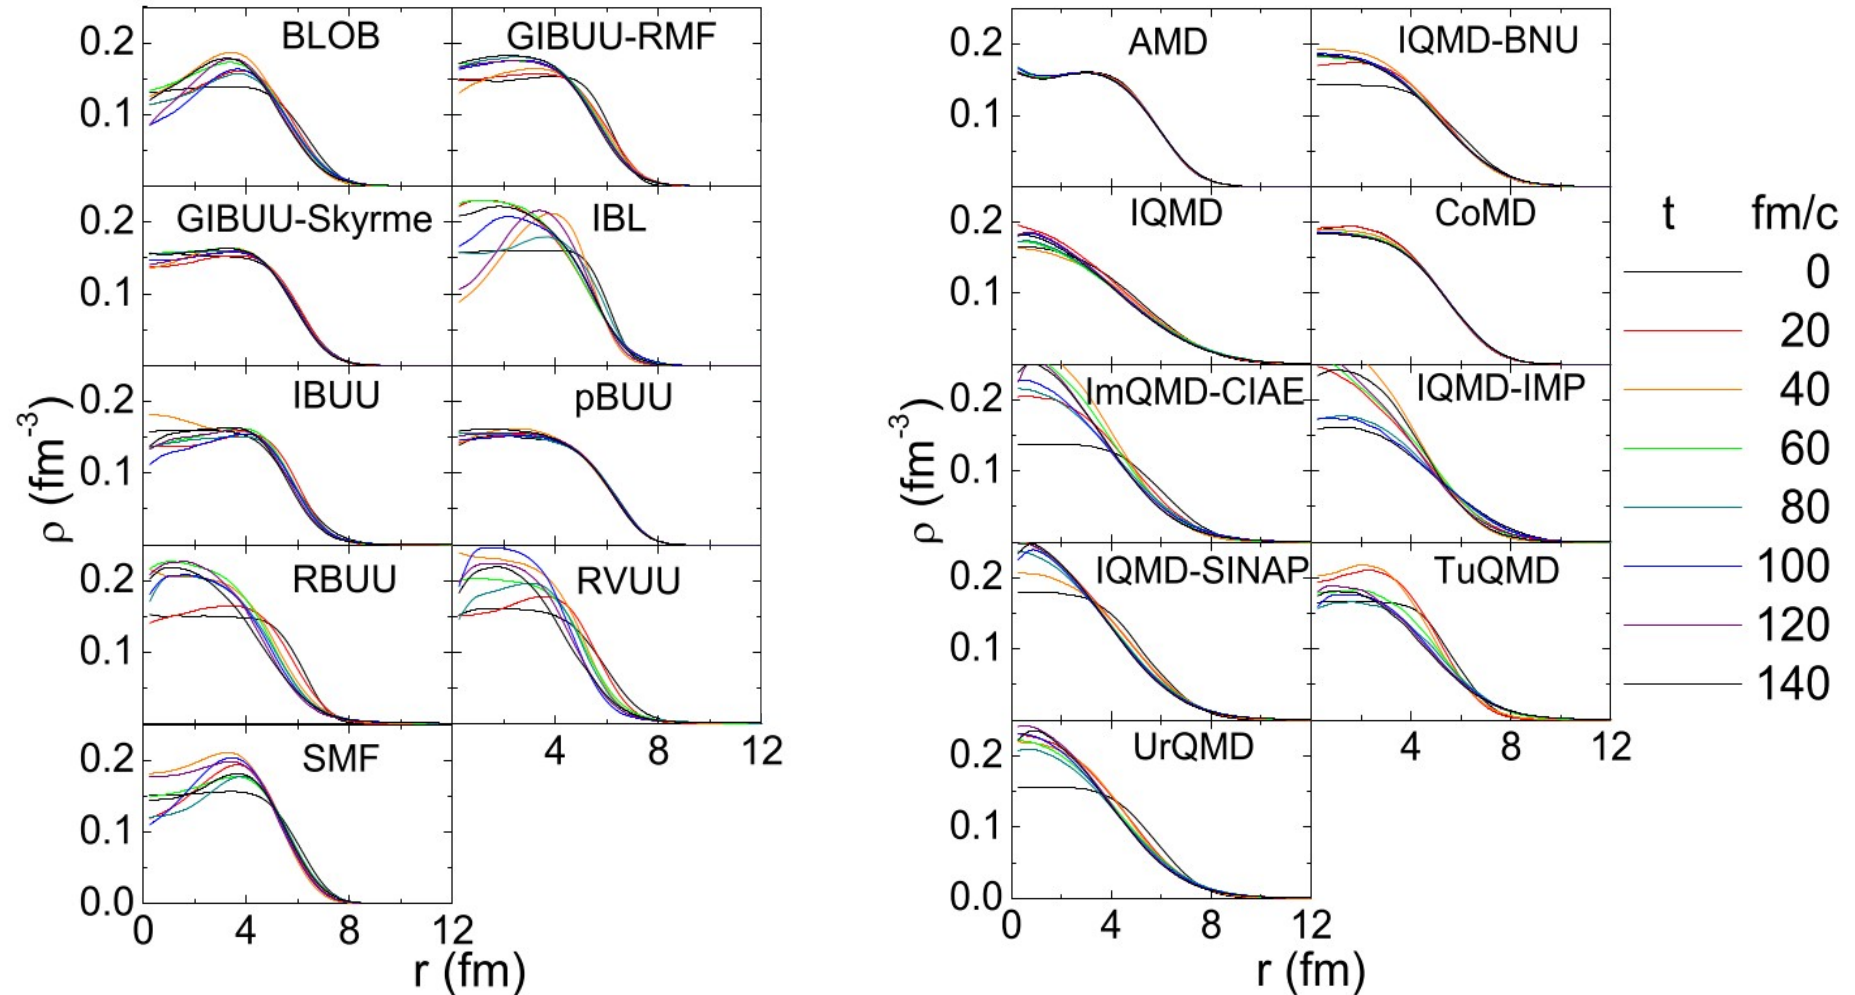 0.2 BLOB GIBUU-RMF
0.1
0.2 GIBUU-Skyrme IBL
0.1
0.2 IBUU pBUU
0.1
0.2 RBUU RVUU
0.1
4 8 12
0.2 SMF
0.1
0.0
0 4 8 12
ρ (fm⁻³)
r (fm)
0.2 AMD IQMD-BNU
0.1
0.2 IQMD CoMD
0.1
0.2 ImQMD-CIAE IQMD-IMP
0.1
0.2 IQMD-SINAP TuQMD
0.1
4 8 12
0.2 UrQMD
0.1
0.0
0 4 8 12
ρ (fm⁻³)
r (fm)
t fm/c
0
20
40
60
80
100
120
140